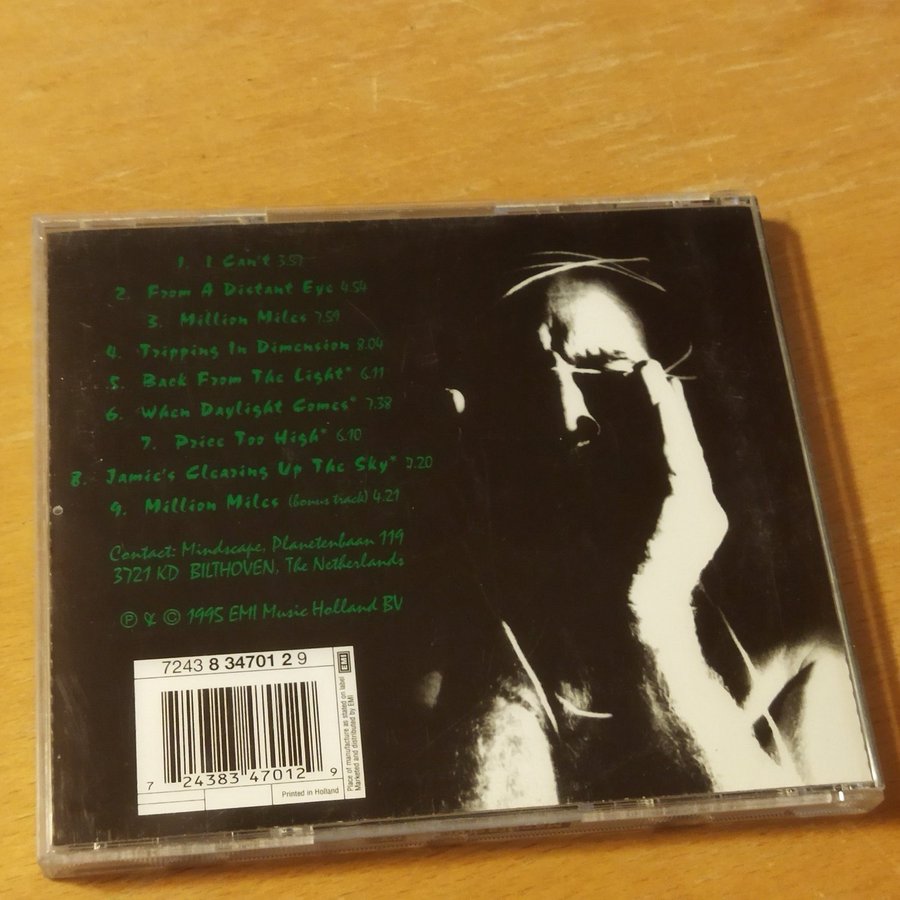 1. I Can't 3.57
2. From A Distant Eye 4.54
3. Million Miles 7.59
4. Tripping In Dimension 8.04
5. Back From The Light* 6.11
6. When Daylight Comes* 7.38
7. Price Too High* 6.10
8. Jamie's Clearing Up The Sky* 9.20
9. Million Miles (bonus track) 4.21
Contact: Mindscape, Planetenbaan 119
3721 KD BILTHOVEN, The Netherlands
℗ & © 1995 EMI Music Holland BV
7243 8 34701 2 9
EMI
Place of manufacture as stated on label
Marketed and distributed by EMI
7 24383 47012 9
Printed in Holland